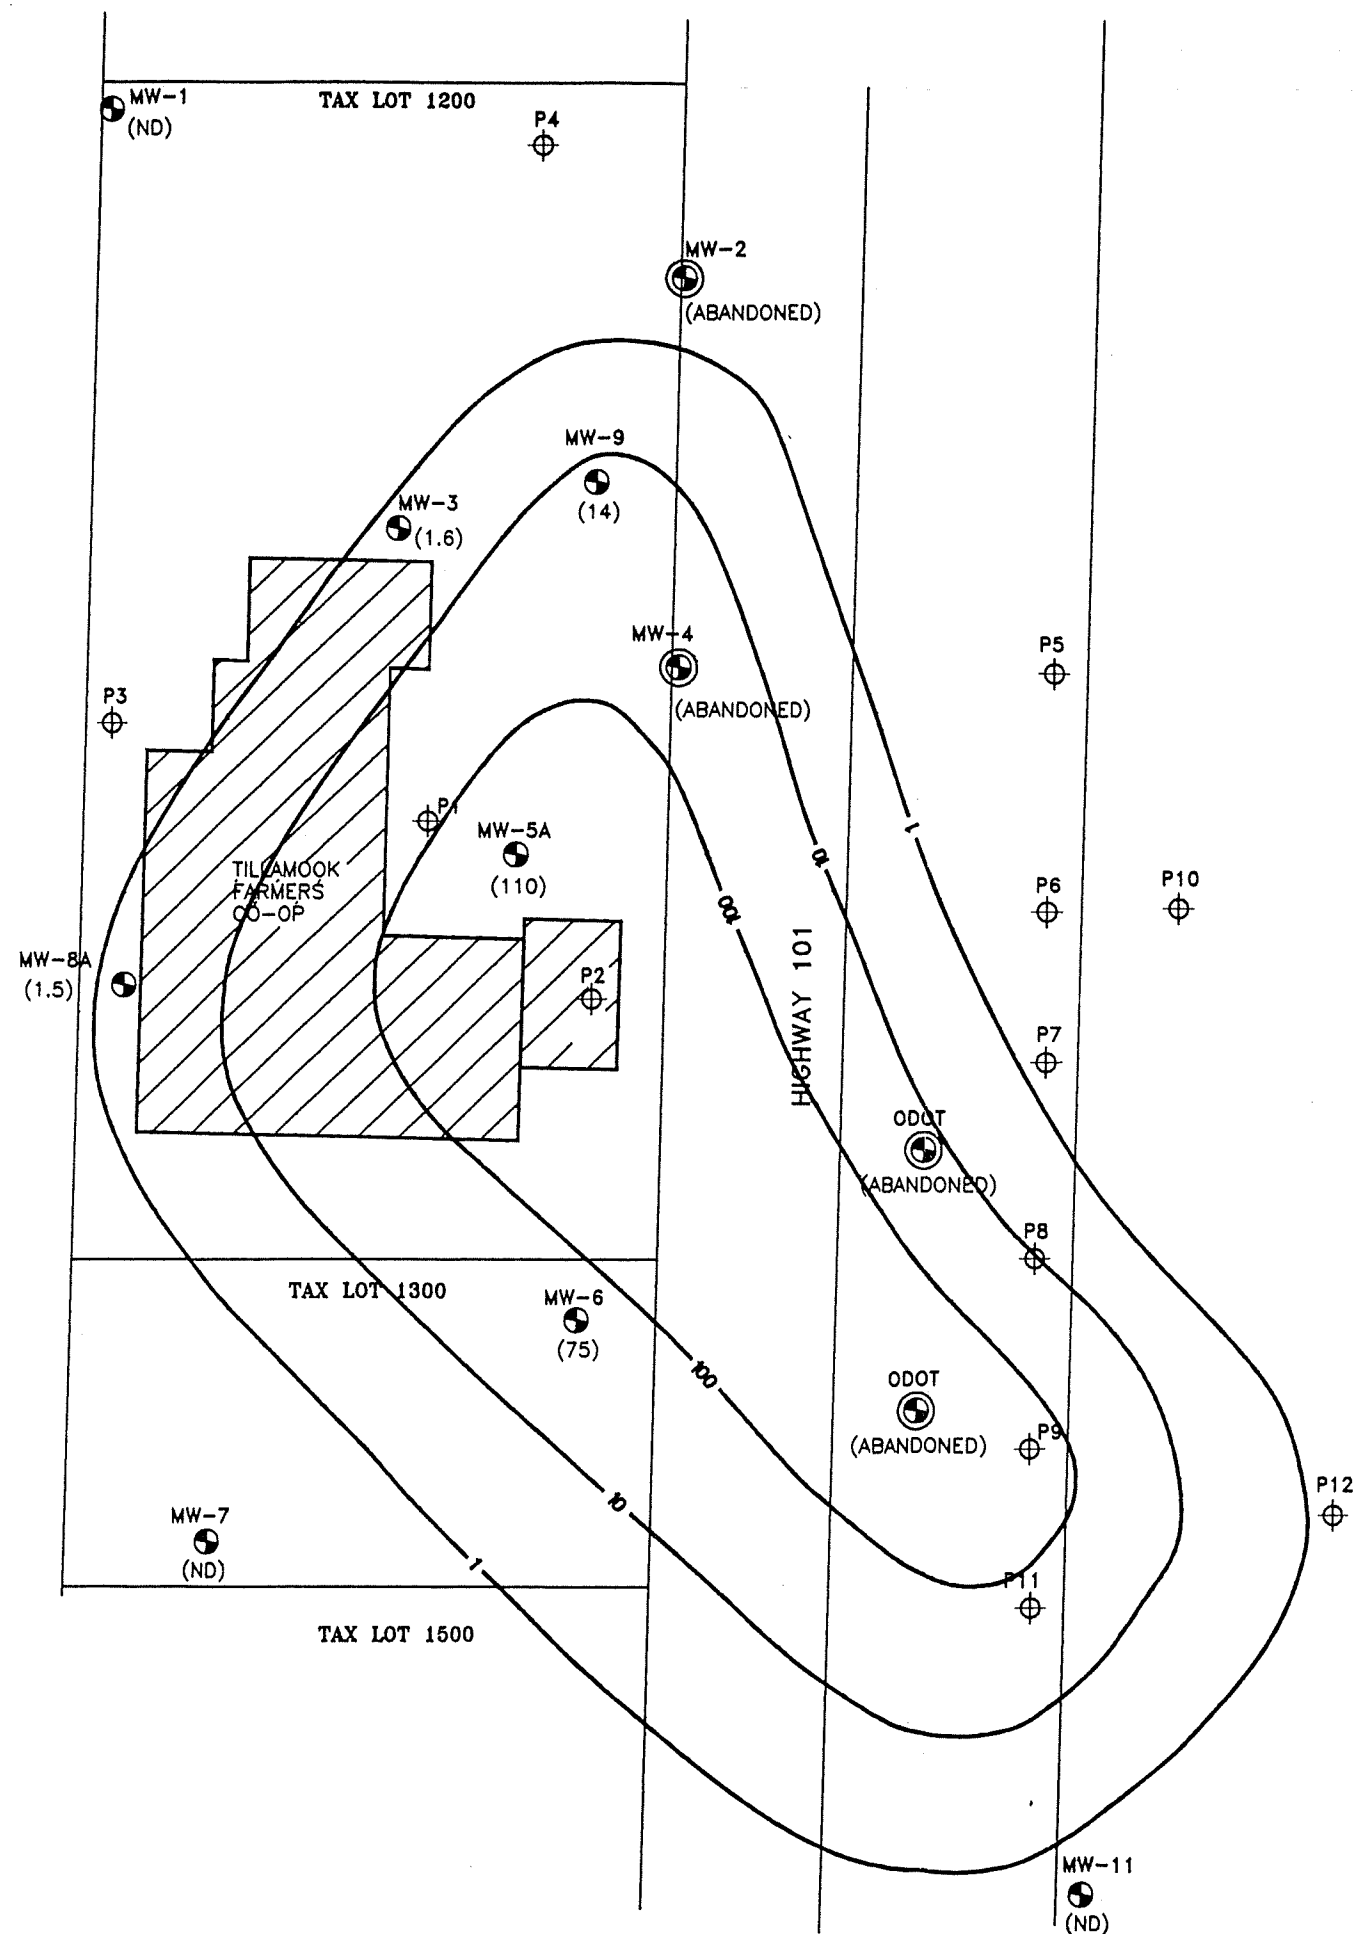 MW-1
(ND)
TAX LOT 1200
P4
MW-2
(ABANDONED)
MW-9
(14)
MW-3
(1.6)
MW-4
(ABANDONED)
P5
P3
P1
MW-5A
(110)
1
10
100
TILLAMOOK
FARMERS
CO-OP
P6
P10
MW-8A
(1.5)
P2
HIGHWAY 101
P7
ODOT
(ABANDONED)
P8
TAX LOT 1300
MW-6
(75)
100
ODOT
(ABANDONED)
P9
P12
10
MW-7
(ND)
1
P11
TAX LOT 1500
MW-11
(ND)